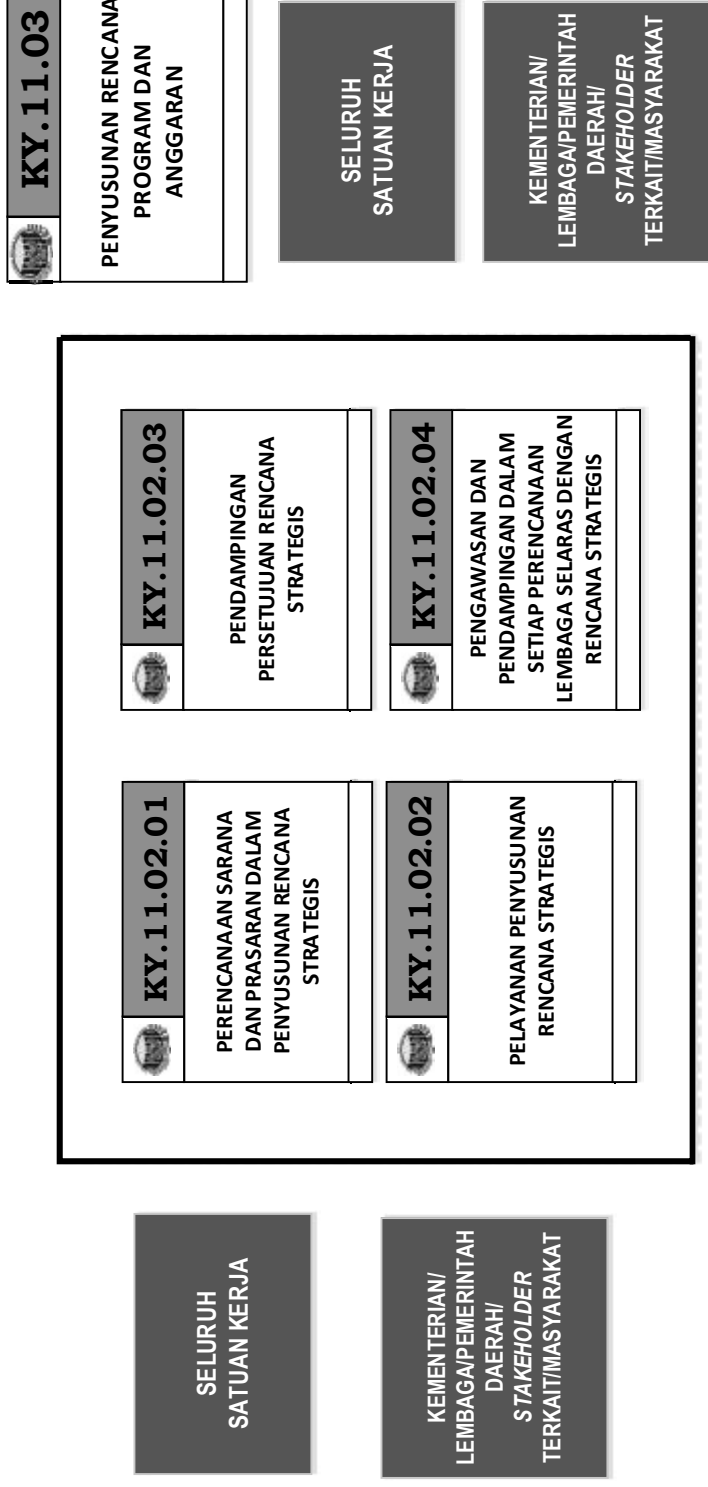 SELURUH
SATUAN KERJA
KEMENTERIAN/
LEMBAGA/PEMERINTAH
DAERAH/
STAKEHOLDER
TERKAIT/MASYARAKAT
KY.11.02.01
PERENCANAAN SARANA
DAN PRASARAN DALAM
PENYUSUNAN RENCANA
STRATEGIS
KY.11.02.02
PELAYANAN PENYUSUNAN
RENCANA STRATEGIS
KY.11.02.03
PENDAMPINGAN
PERSETUJUAN RENCANA
STRATEGIS
KY.11.02.04
PENGAWASAN DAN
PENDAMPINGAN DALAM
SETIAP PERENCANAAN
LEMBAGA SELARAS DENGAN
RENCANA STRATEGIS
KY.11.03
PENYUSUNAN RENCANA
PROGRAM DAN
ANGGARAN
SELURUH
SATUAN KERJA
KEMENTERIAN/
LEMBAGA/PEMERINTAH
DAERAH/
STAKEHOLDER
TERKAIT/MASYARAKAT